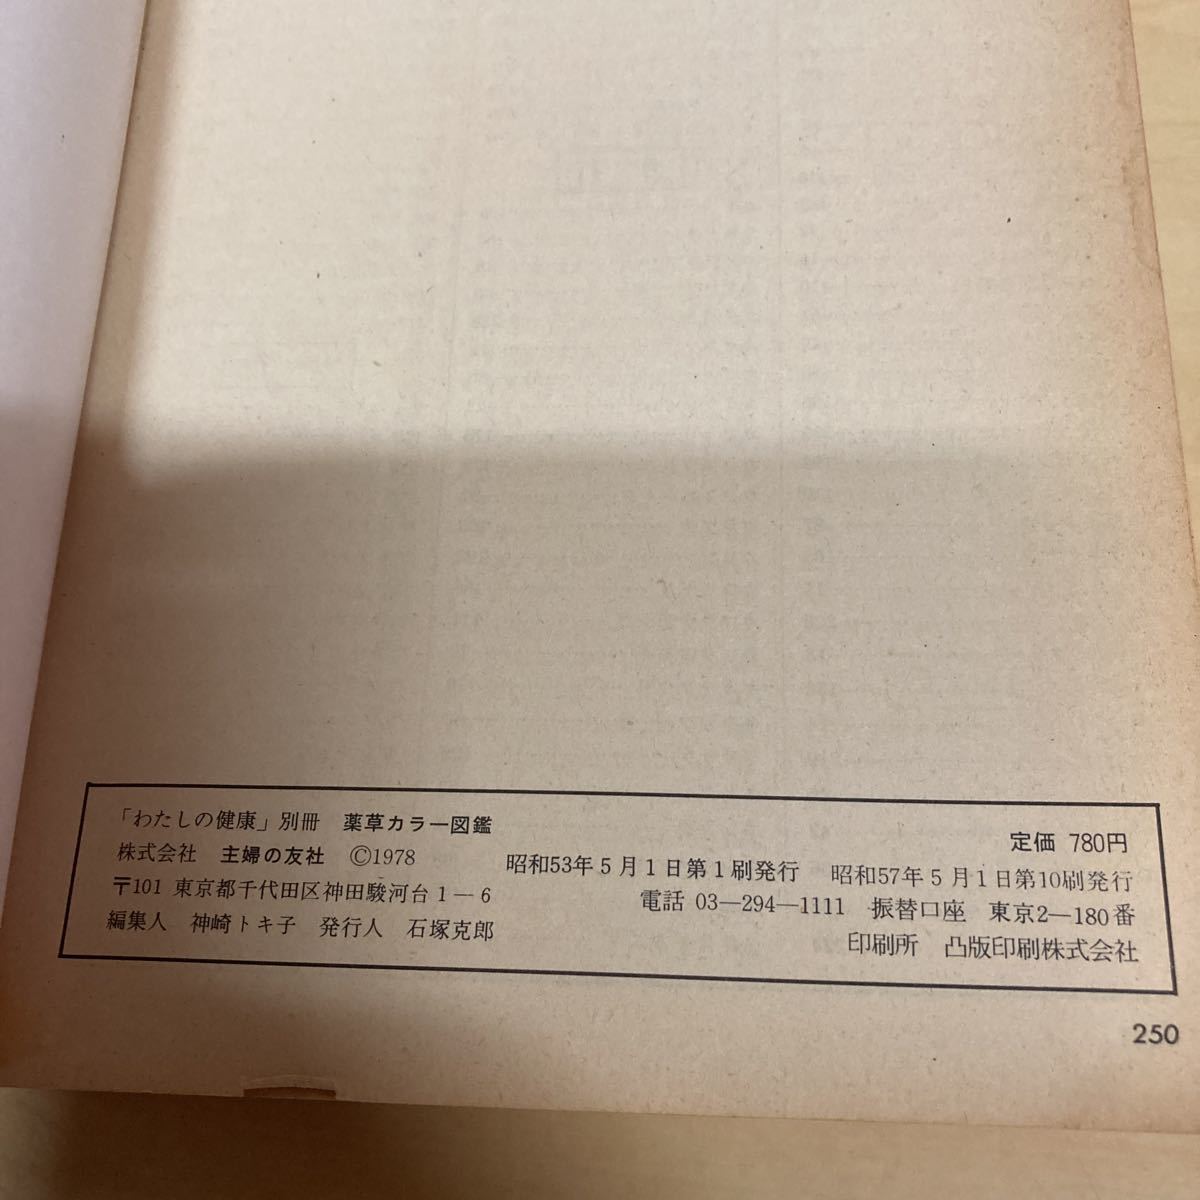 「わたしの健康」別冊　薬草カラー図鑑
定価 780円
株式会社　主婦の友社　©1978
昭和53年5月1日第1刷発行　昭和57年5月1日第10刷発行
〒101 東京都千代田区神田駿河台1－6
電話 03－294－1111　振替口座　東京2－180番
編集人　神崎トキ子　発行人　石塚克郎
印刷所　凸版印刷株式会社
250